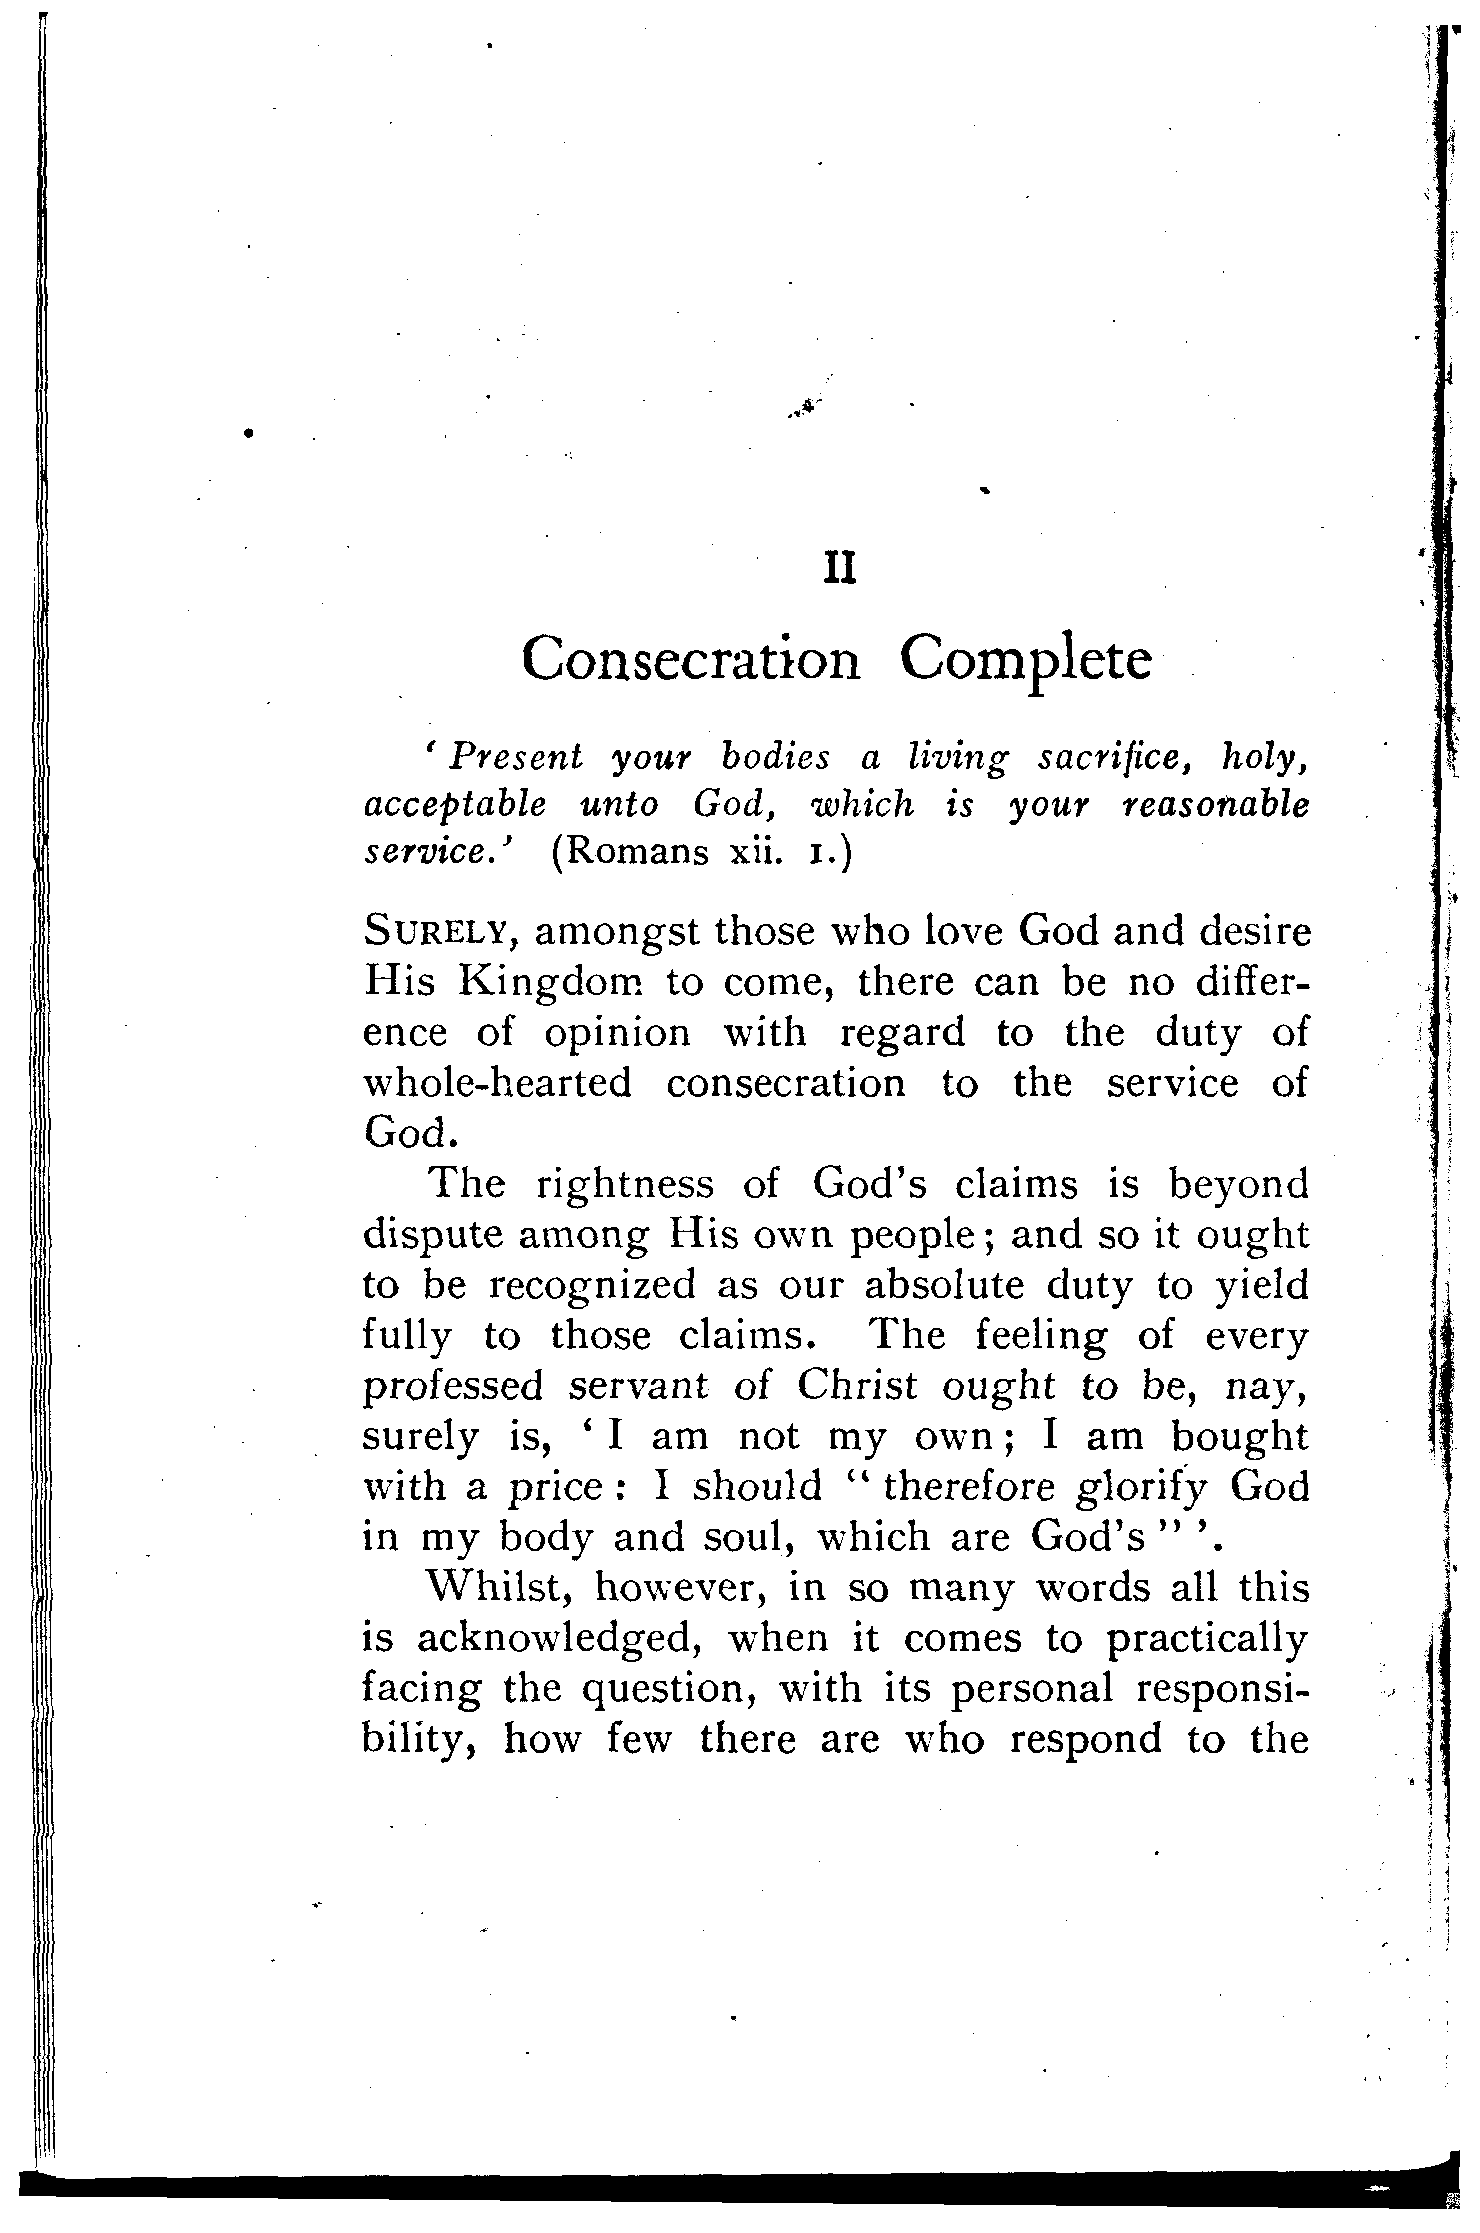 II
Consecration Complete
‘ Present your bodies a living sacrifice, holy,
acceptable unto God, which is your reasonable
service.’ (Romans xii. 1.)
SURELY, amongst those who love God and desire
His Kingdom to come, there can be no differ-
ence of opinion with regard to the duty of
whole-hearted consecration to the service of
God.
The rightness of God's claims is beyond
dispute among His own people; and so it ought
to be recognized as our absolute duty to yield
fully to those claims. The feeling of every
professed servant of Christ ought to be, nay,
surely is, ‘ I am not my own; I am bought
with a price: I should “ therefore glorify God
in my body and soul, which are God's ” ’.
Whilst, however, in so many words all this
is acknowledged, when it comes to practically
facing the question, with its personal responsi-
bility, how few there are who respond to the